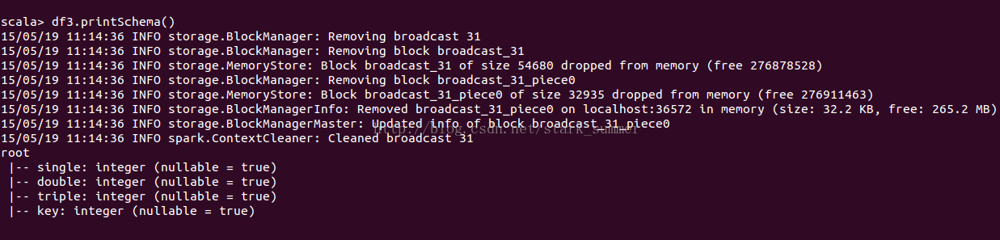 scala> df3.printSchema()
15/05/19 11:14:36 INFO storage.BlockManager: Removing broadcast 31
15/05/19 11:14:36 INFO storage.BlockManager: Removing block broadcast_31
15/05/19 11:14:36 INFO storage.MemoryStore: Block broadcast_31 of size 54680 dropped from memory (free 276878528)
15/05/19 11:14:36 INFO storage.BlockManager: Removing block broadcast_31_piece0
15/05/19 11:14:36 INFO storage.MemoryStore: Block broadcast_31_piece0 of size 32935 dropped from memory (free 276911463)
15/05/19 11:14:36 INFO storage.BlockManagerInfo: Removed broadcast_31_piece0 on localhost:36572 in memory (size: 32.2 KB, free: 265.2 MB)
15/05/19 11:14:36 INFO storage.BlockManagerMaster: Updated info of block broadcast_31_piece0
http://blog.csdn.net/stark_summer
15/05/19 11:14:36 INFO spark.ContextCleaner: Cleaned broadcast 31
root
 |-- single: integer (nullable = true)
 |-- double: integer (nullable = true)
 |-- triple: integer (nullable = true)
 |-- key: integer (nullable = true)